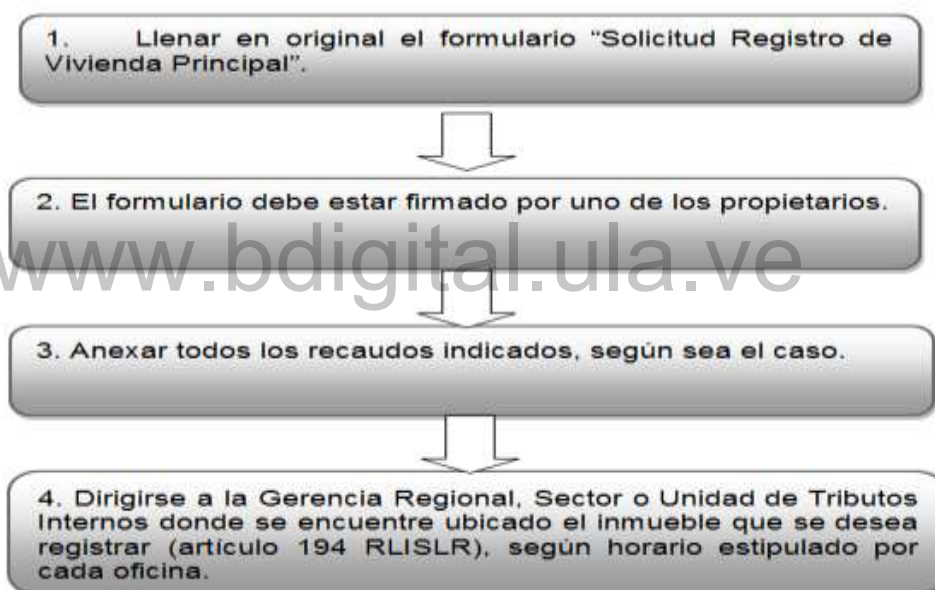 1. Llenar en original el formulario “Solicitud Registro de
Vivienda Principal”.
2. El formulario debe estar firmado por uno de los propietarios.
www.bdigital.ula.ve
3. Anexar todos los recaudos indicados, según sea el caso.
4. Dirigirse a la Gerencia Regional, Sector o Unidad de Tributos
Internos donde se encuentre ubicado el inmueble que se desea
registrar (artículo 194 RLISLR), según horario estipulado por
cada oficina.